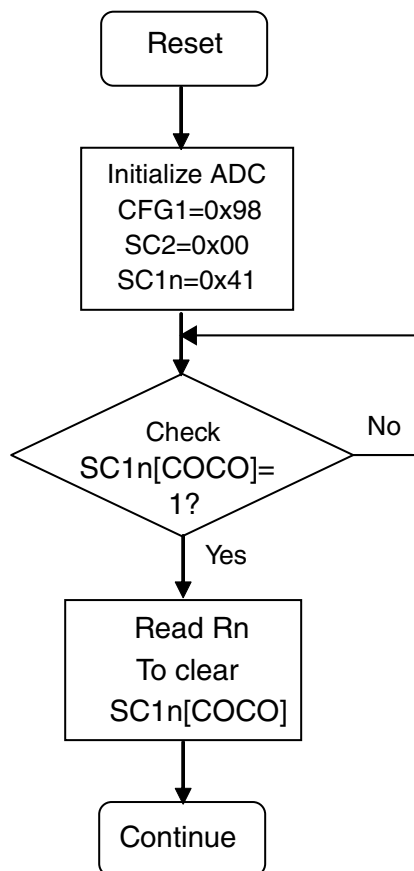 Reset
Initialize ADC
CFG1=0x98
SC2=0x00
SC1n=0x41
Check
SC1n[COCO]=
1?
No
Yes
Read Rn
To clear
SC1n[COCO]
Continue